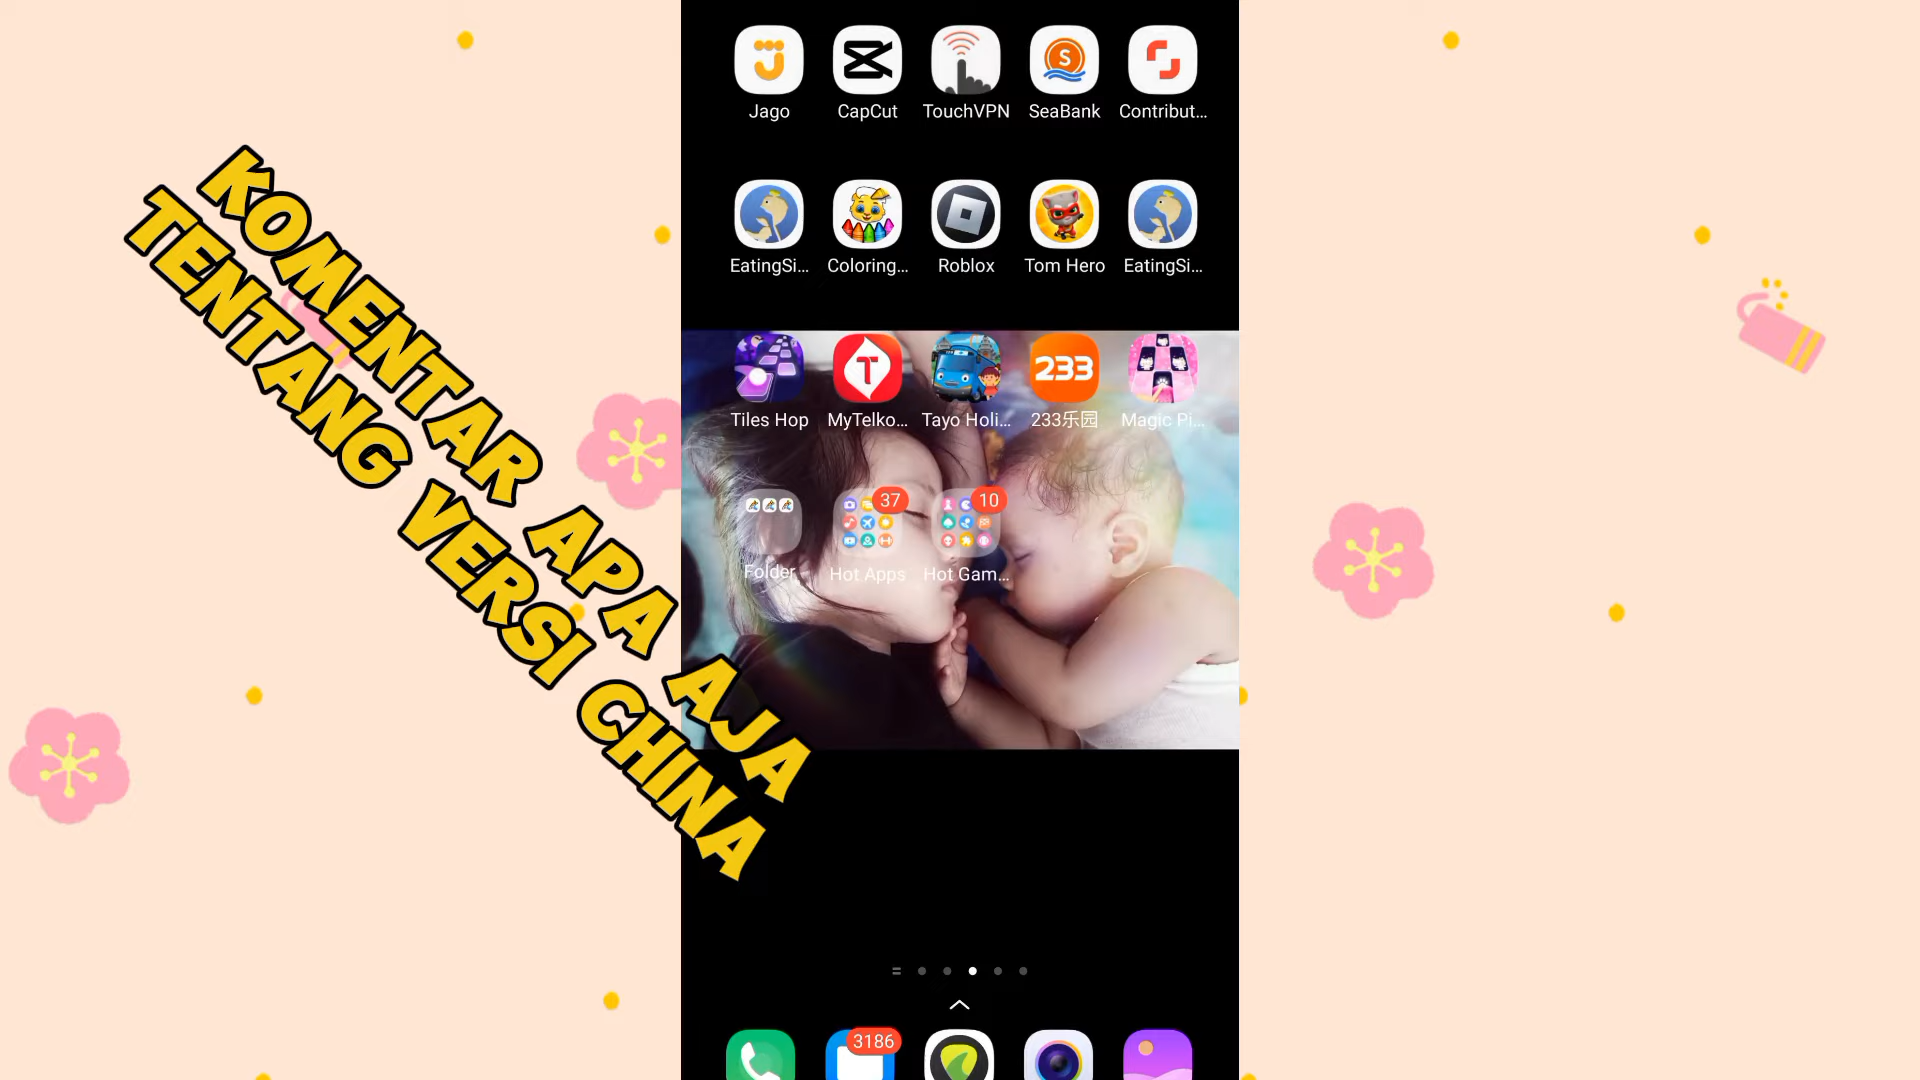 Jago
CapCut
TouchVPN
SeaBank
Contribut...
EatingSi...
Coloring...
Roblox
Tom Hero
EatingSi...
Tiles Hop
T
MyTelko...
Tayo Holi...
233
233乐园
Magic Pi...
Folder
37
Hot Apps
10
Hot Gam...
3186
KOMENTAR APA AJA
TENTANG VERSI CHINA